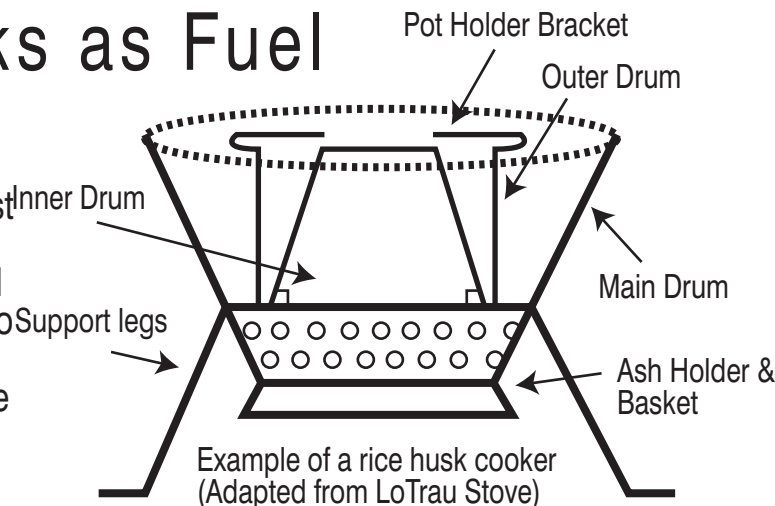 ks as Fuel
Pot Holder Bracket
Outer Drum
st
Inner Drum
Main Drum
o
Support legs
Ash Holder &
Basket
e
Example of a rice husk cooker
(Adapted from LoTrau Stove)